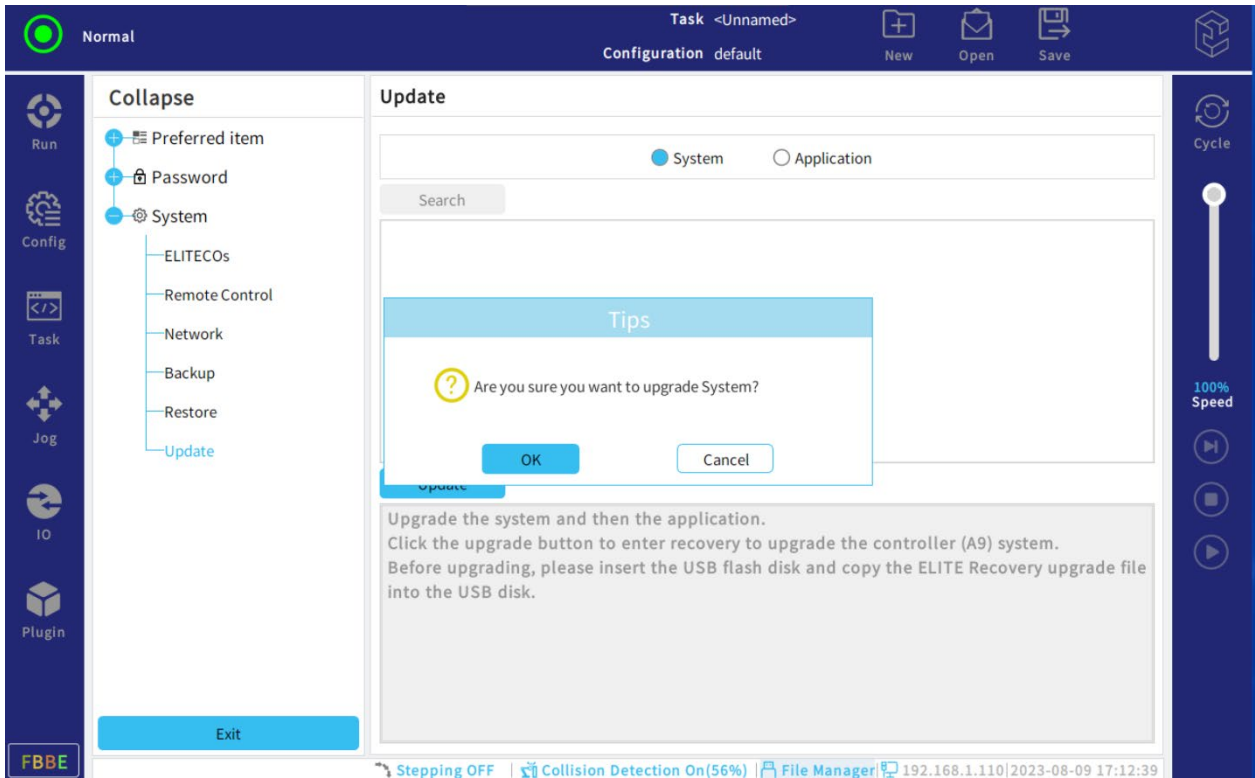 Normal
Task <Unnamed>
Configuration default
New
Open
Save
Run
Config
Task
Jog
IO
Plugin
FBBE
Collapse
Preferred item
Password
System
ELITECOs
Remote Control
Network
Backup
Restore
Update
Exit
Update
System Application
Search
Tips
Are you sure you want to upgrade System?
OK Cancel
Update
Upgrade the system and then the application.
Click the upgrade button to enter recovery to upgrade the controller (A9) system.
Before upgrading, please insert the USB flash disk and copy the ELITE Recovery upgrade file
into the USB disk.
Cycle
100%
Speed
Stepping OFF | Collision Detection On(56%) | File Manager 192.168.1.110|2023-08-09 17:12:39